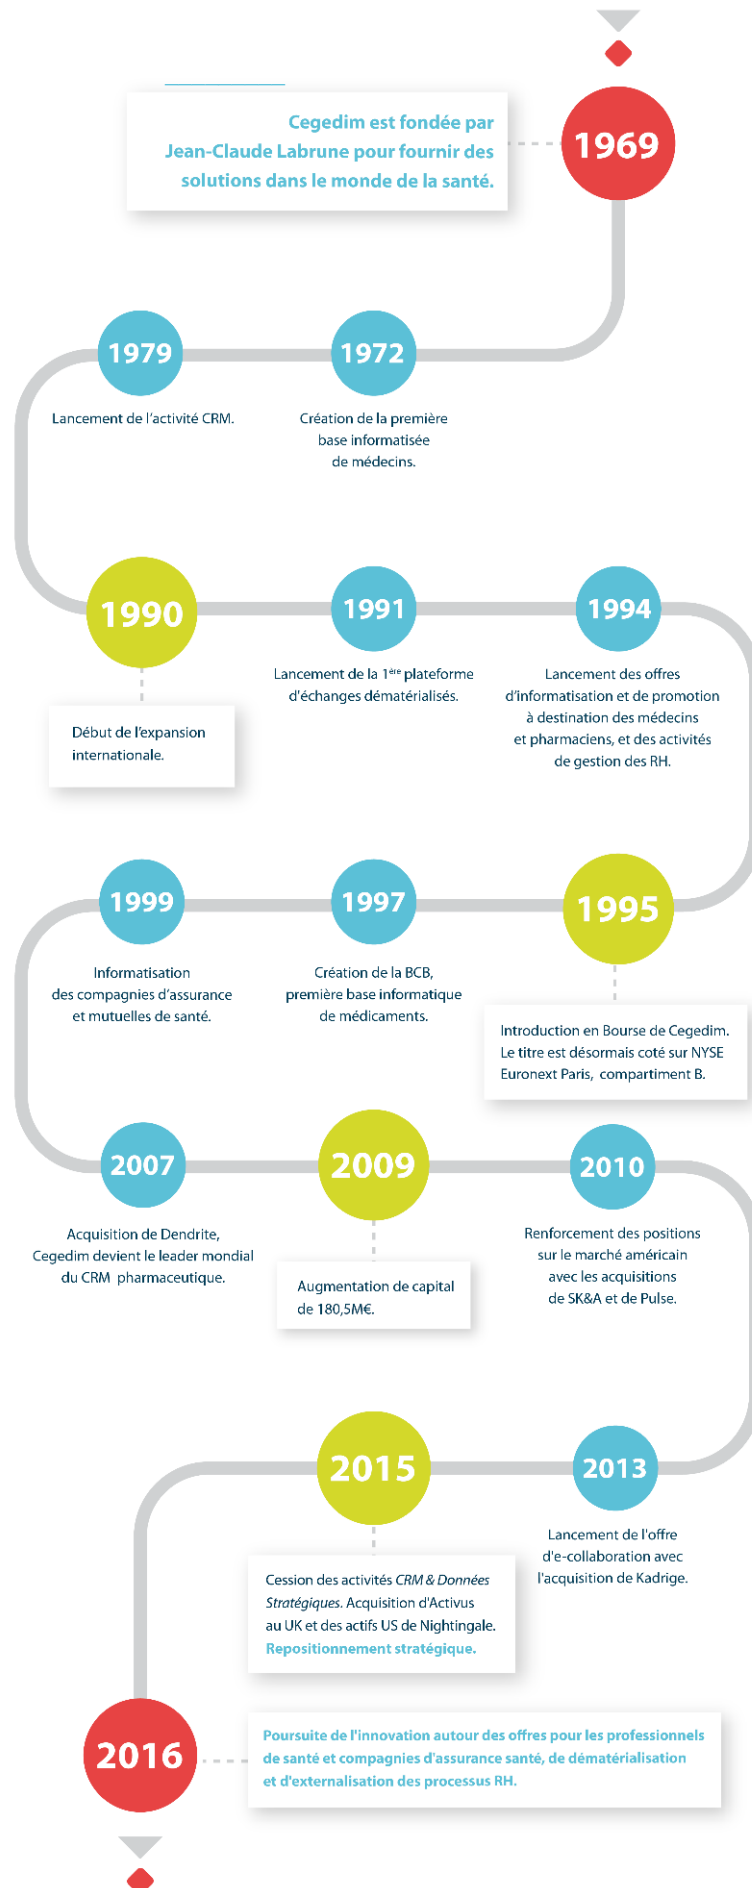 1969
Cegedim est fondée par
Jean-Claude Labrune pour fournir des
solutions dans le monde de la santé.
1972
Création de la première
base informatisée
de médecins.
1979
Lancement de l'activité CRM.
1990
Début de l'expansion
internationale.
1991
Lancement de la 1ère plateforme
d'échanges dématérialisés.
1994
Lancement des offres
d'informatisation et de promotion
à destination des médecins
et pharmaciens, et des activités
de gestion des RH.
1995
Introduction en Bourse de Cegedim.
Le titre est désormais coté sur NYSE
Euronext Paris, compartiment B.
1997
Création de la BCB,
première base informatique
de médicaments.
1999
Informatisation
des compagnies d'assurance
et mutuelles de santé.
2007
Acquisition de Dendrite,
Cegedim devient le leader mondial
du CRM pharmaceutique.
2009
Augmentation de capital
de 180,5M€.
2010
Renforcement des positions
sur le marché américain
avec les acquisitions
de SK&A et de Pulse.
2013
Lancement de l'offre
d'e-collaboration avec
l'acquisition de Kadrige.
2015
Cession des activités CRM & Données
Stratégiques. Acquisition d'Activus
au UK et des actifs US de Nightingale.
Repositionnement stratégique.
2016
Poursuite de l'innovation autour des offres pour les professionnels
de santé et compagnies d'assurance santé, de dématérialisation
et d'externalisation des processus RH.